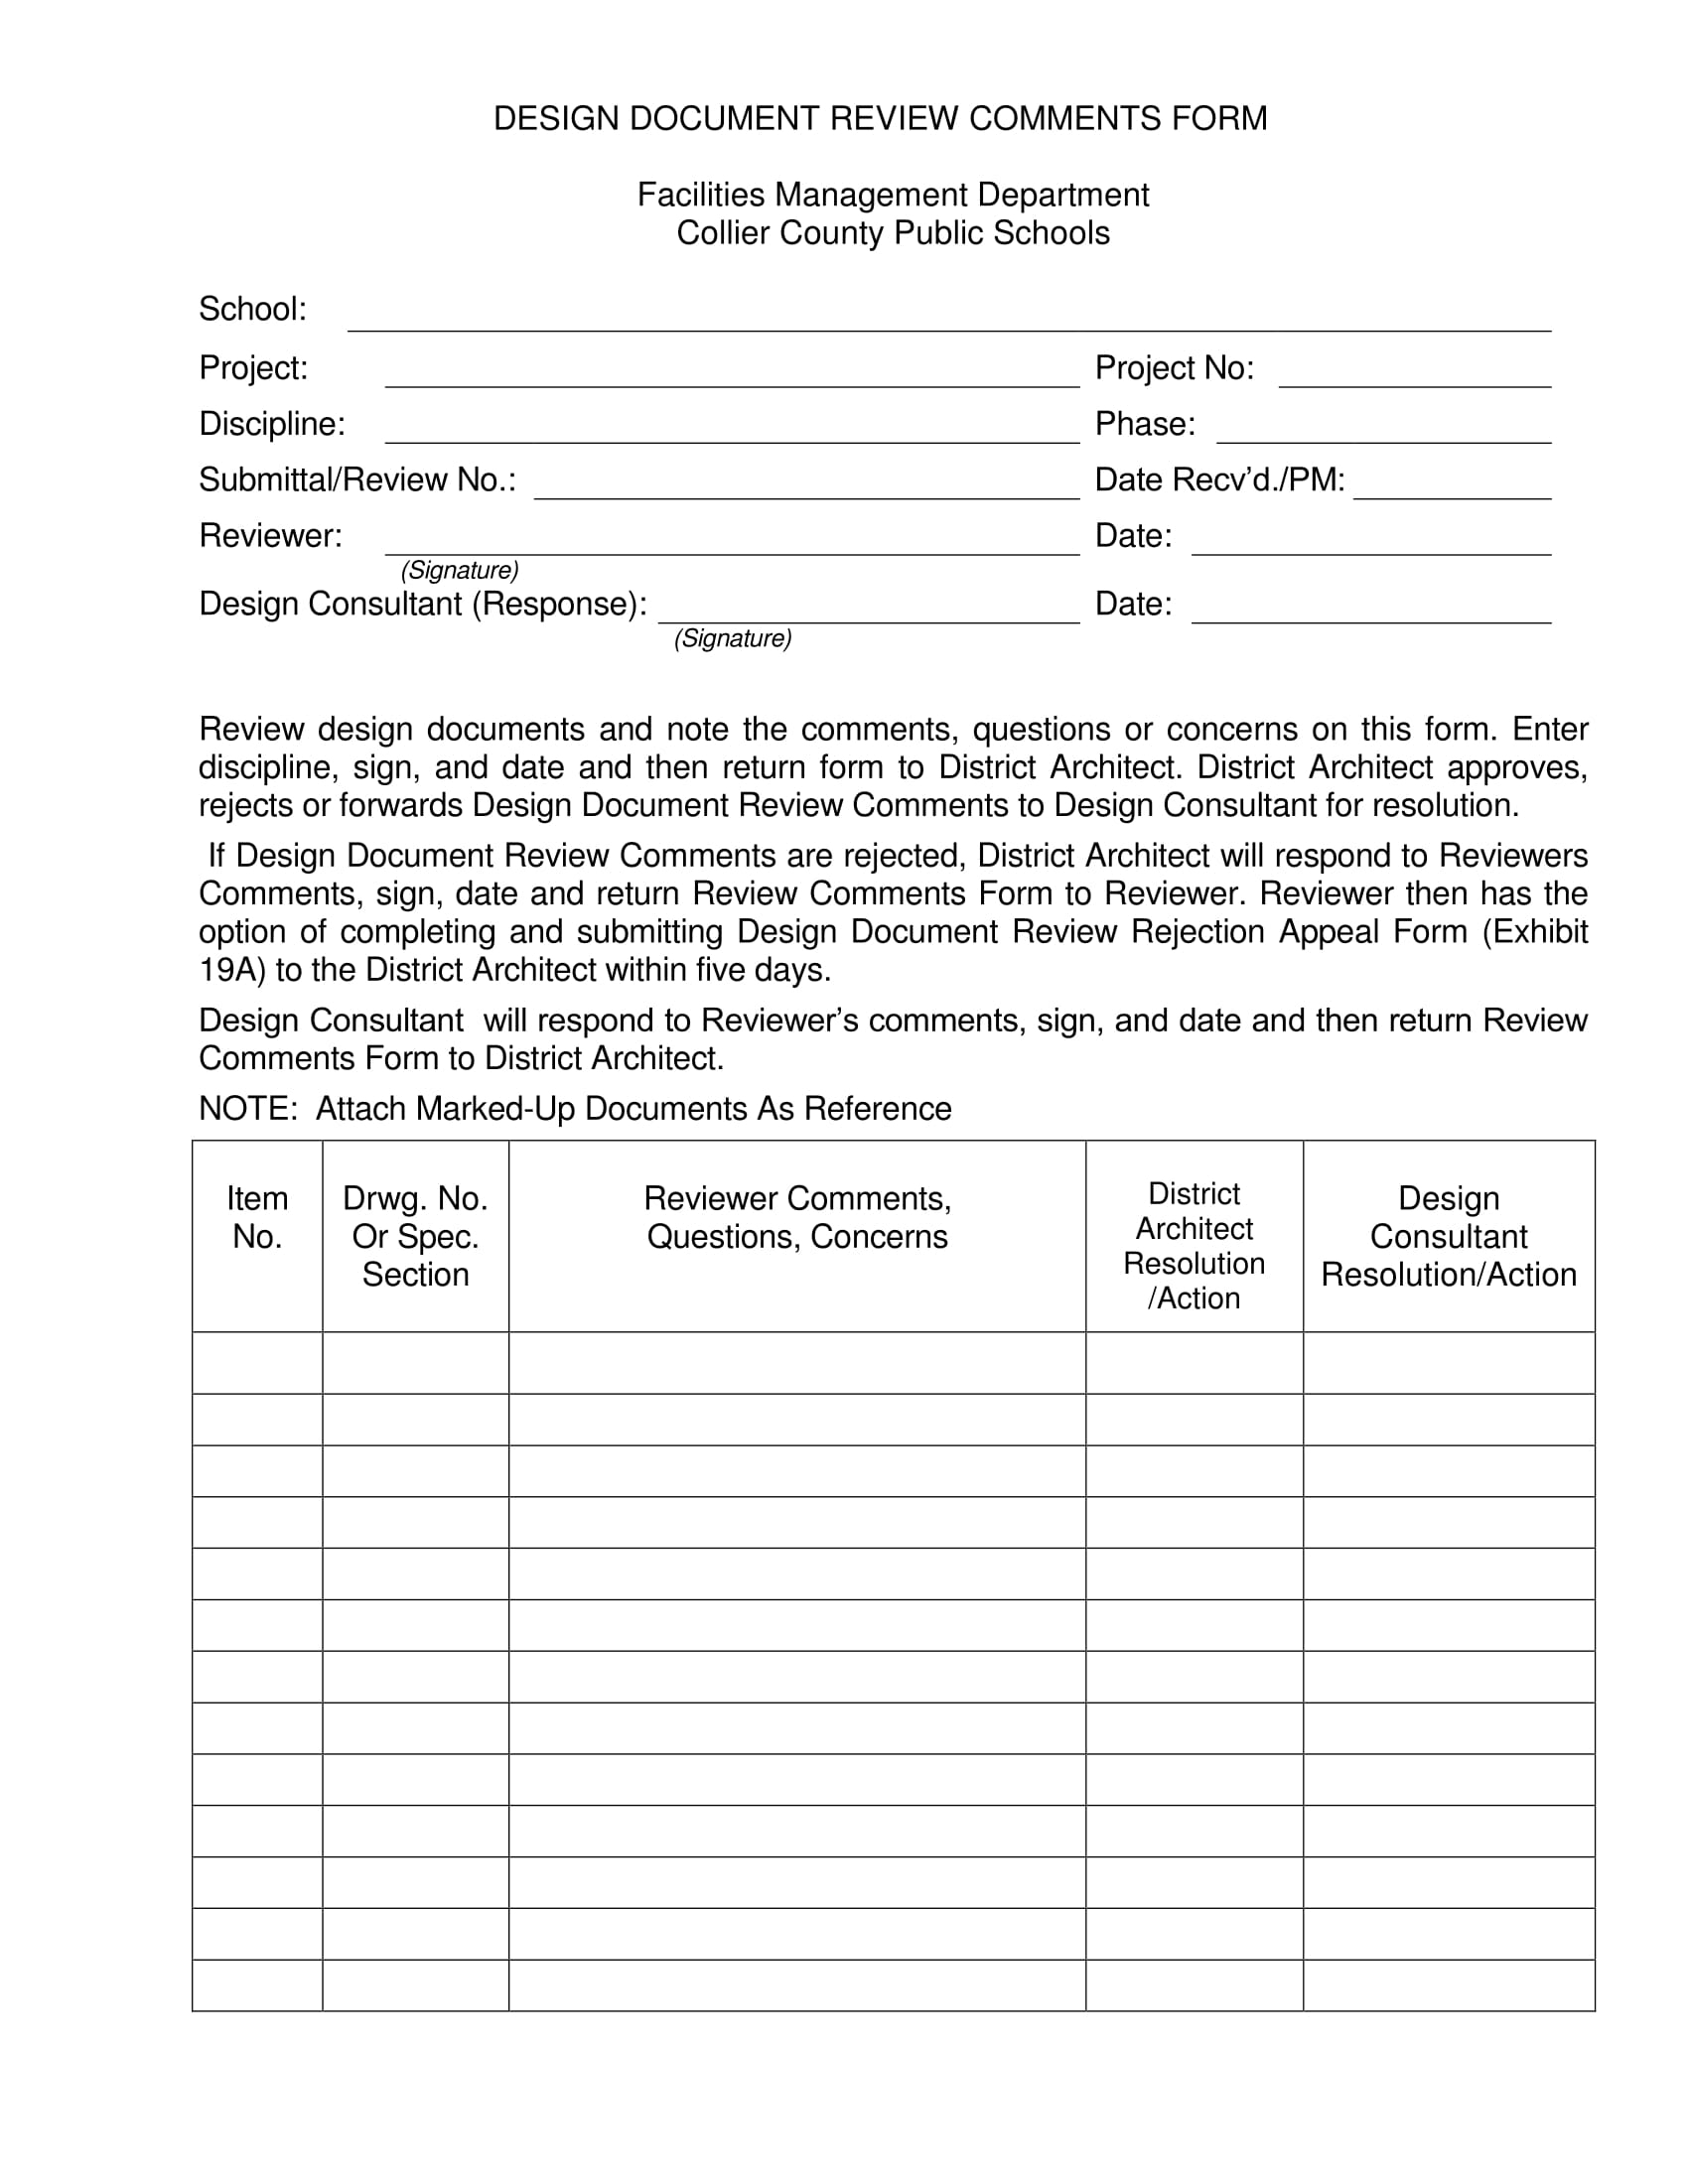 DESIGN DOCUMENT REVIEW COMMENTS FORM
Facilities Management Department
Collier County Public Schools
School:
Project: Project No:
Discipline: Phase:
Submittal/Review No.: Date Recv’d./PM:
Reviewer: Date:
(Signature)
Design Consultant (Response): Date:
(Signature)
Review design documents and note the comments, questions or concerns on this form. Enter
discipline, sign, and date and then return form to District Architect. District Architect approves,
rejects or forwards Design Document Review Comments to Design Consultant for resolution.
If Design Document Review Comments are rejected, District Architect will respond to Reviewers
Comments, sign, date and return Review Comments Form to Reviewer. Reviewer then has the
option of completing and submitting Design Document Review Rejection Appeal Form (Exhibit
19A) to the District Architect within five days.
Design Consultant  will respond to Reviewer’s comments, sign, and date and then return Review
Comments Form to District Architect.
NOTE:  Attach Marked-Up Documents As Reference
Item
No.
Drwg. No.
Or Spec.
Section
Reviewer Comments,
Questions, Concerns
District
Architect
Resolution
/Action
Design
Consultant
Resolution/Action